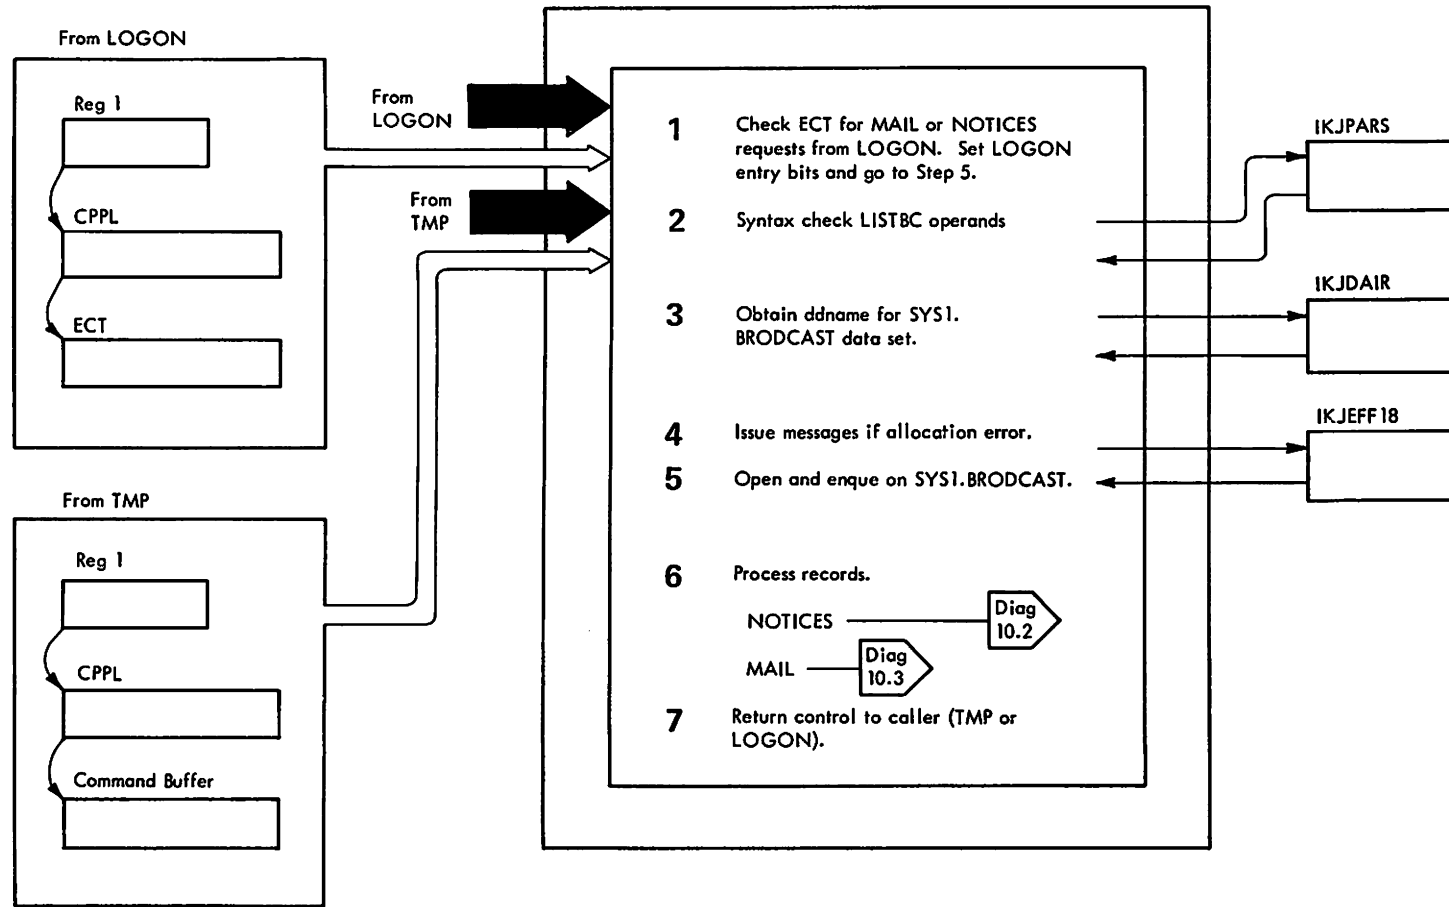 From LOGON
Reg 1
CPPL
ECT
From TMP
Reg 1
CPPL
Command Buffer
From
LOGON
From
TMP
1 Check ECT for MAIL or NOTICES
requests from LOGON. Set LOGON
entry bits and go to Step 5.
2 Syntax check LISTBC operands
3 Obtain ddname for SYS1.
BRODCAST data set.
4 Issue messages if allocation error.
5 Open and enque on SYS1.BRODCAST.
6 Process records.
NOTICES
Diag
10.2
MAIL
Diag
10.3
7 Return control to caller (TMP or
LOGON).
IKJPARS
IKJDAIR
IKJEFF18